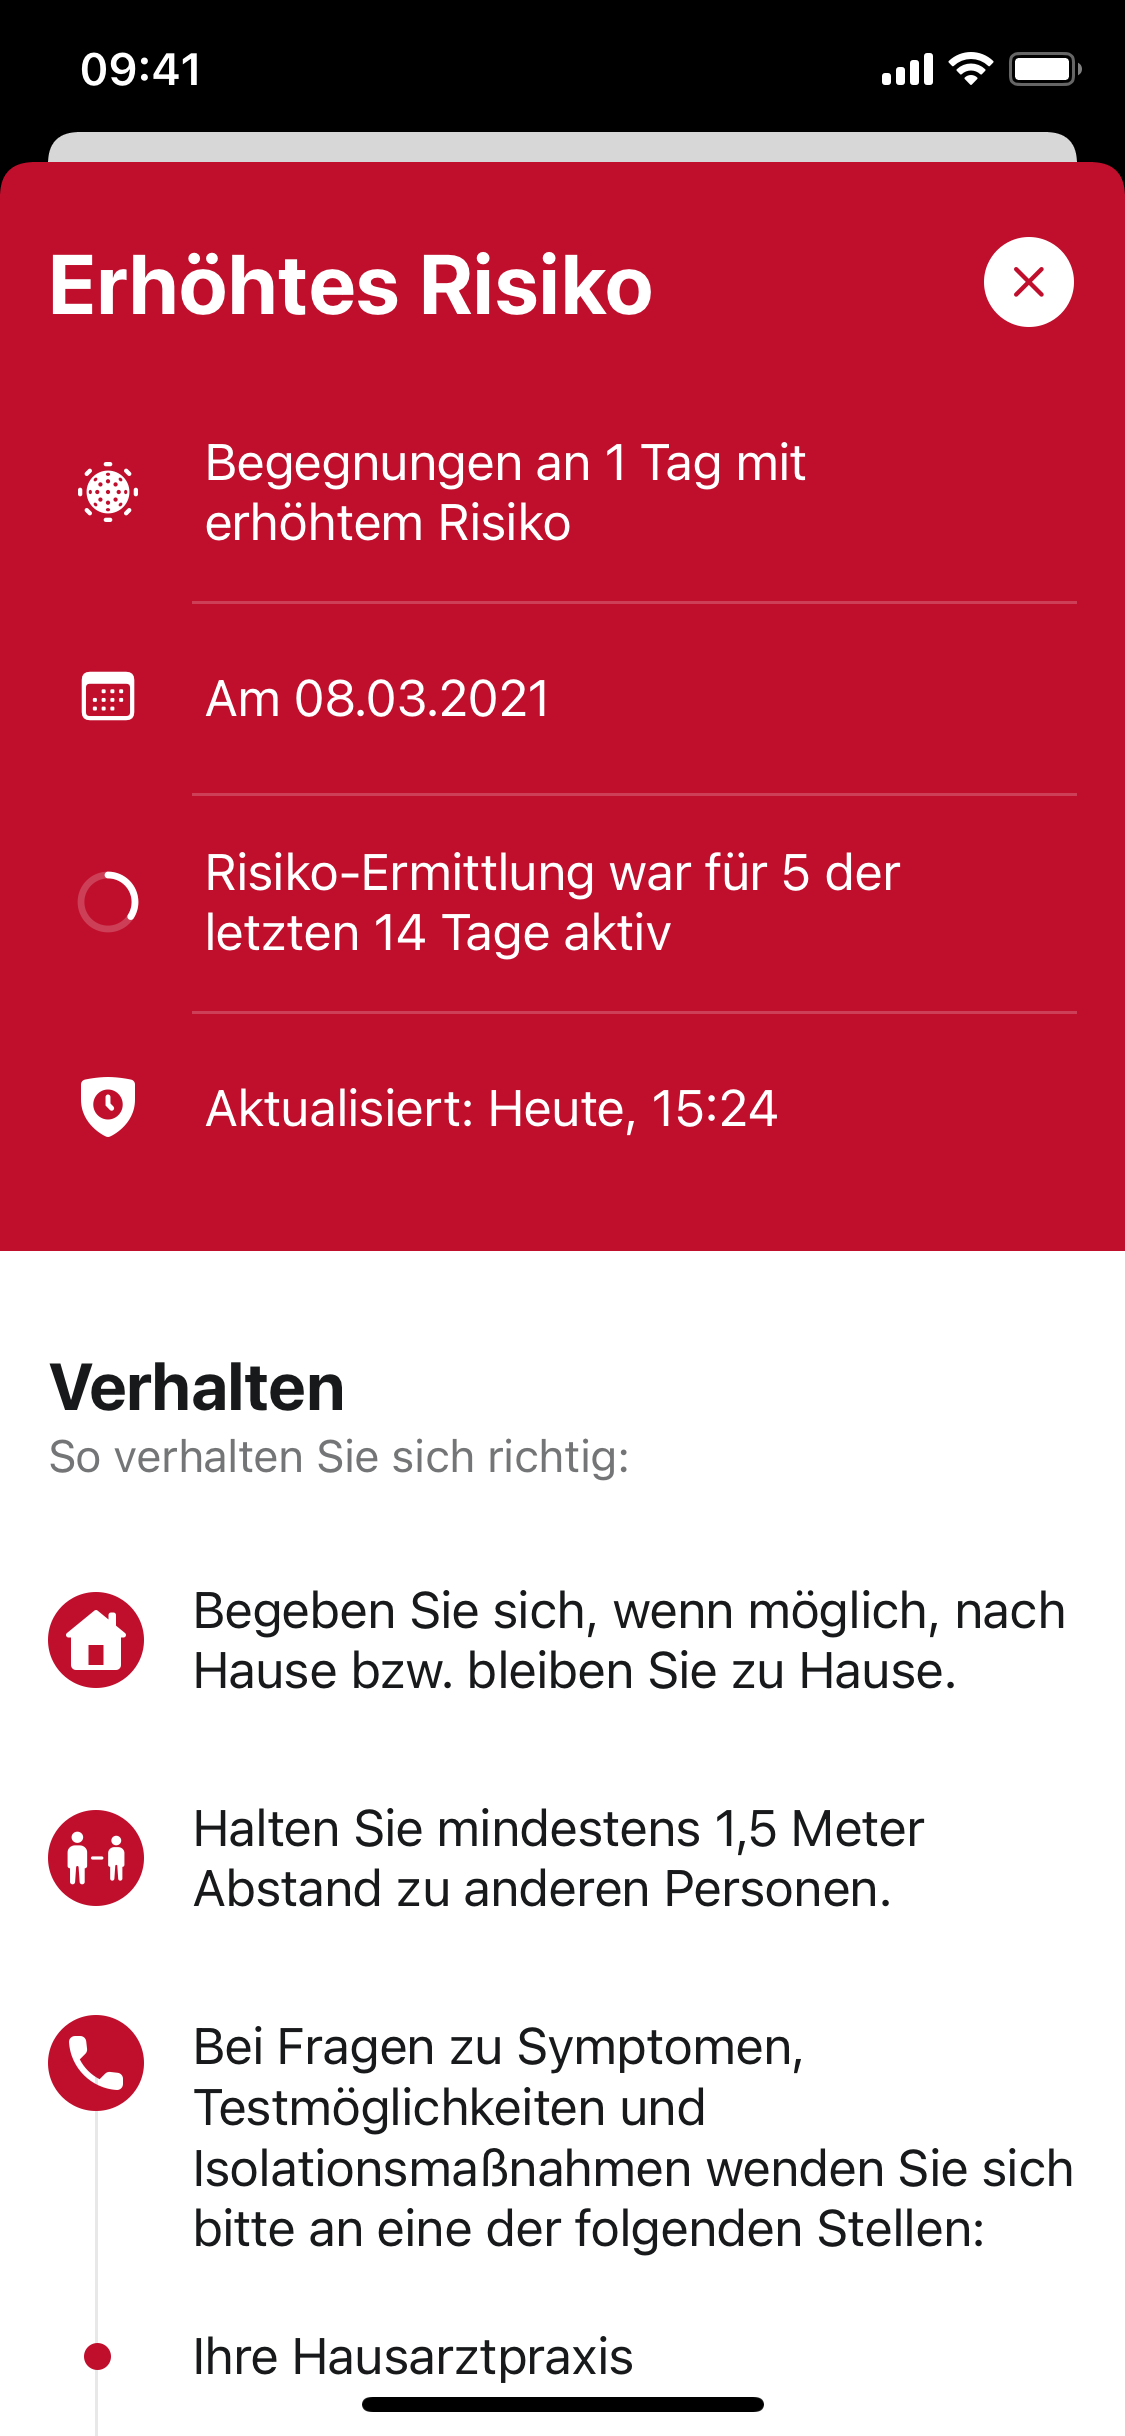 09:41
Erhöhtes Risiko
Begegnungen an 1 Tag mit
erhöhtem Risiko
Am 08.03.2021
Risiko-Ermittlung war für 5 der
letzten 14 Tage aktiv
Aktualisiert: Heute, 15:24
Verhalten
So verhalten Sie sich richtig:
Begeben Sie sich, wenn möglich, nach
Hause bzw. bleiben Sie zu Hause.
Halten Sie mindestens 1,5 Meter
Abstand zu anderen Personen.
Bei Fragen zu Symptomen,
Testmöglichkeiten und
Isolationsmaßnahmen wenden Sie sich
bitte an eine der folgenden Stellen:
Ihre Hausarztpraxis